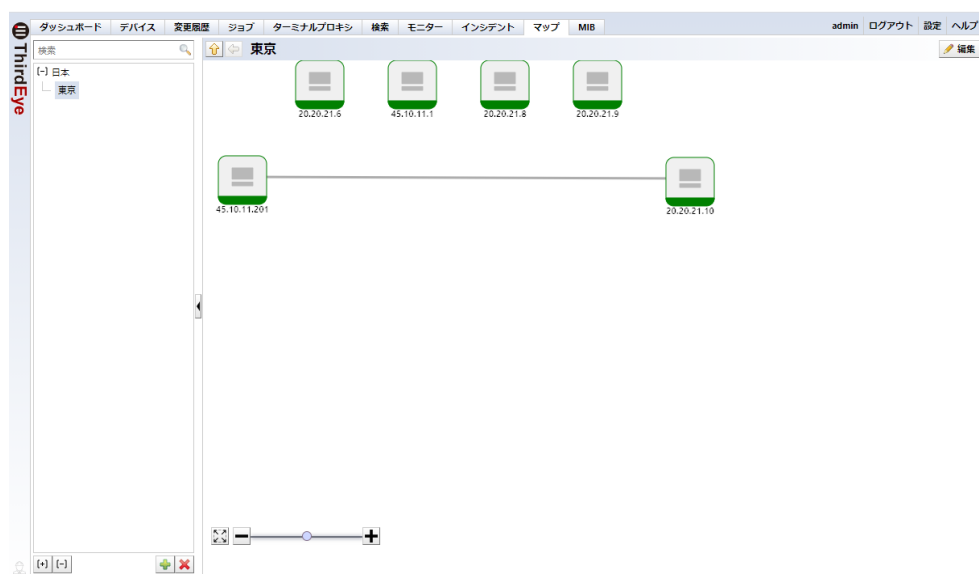 ThirdEye
ダッシュボード デバイス 変更履歴 ジョブ ターミナルプロキシ 検索 モニター インシデント マップ MIB
admin ログアウト 設定 ヘルプ
検索
東京
編集
[-] 日本
東京
20.20.21.6 45.10.11.1 20.20.21.8 20.20.21.9
45.10.11.201 20.20.21.10
[+] [-]